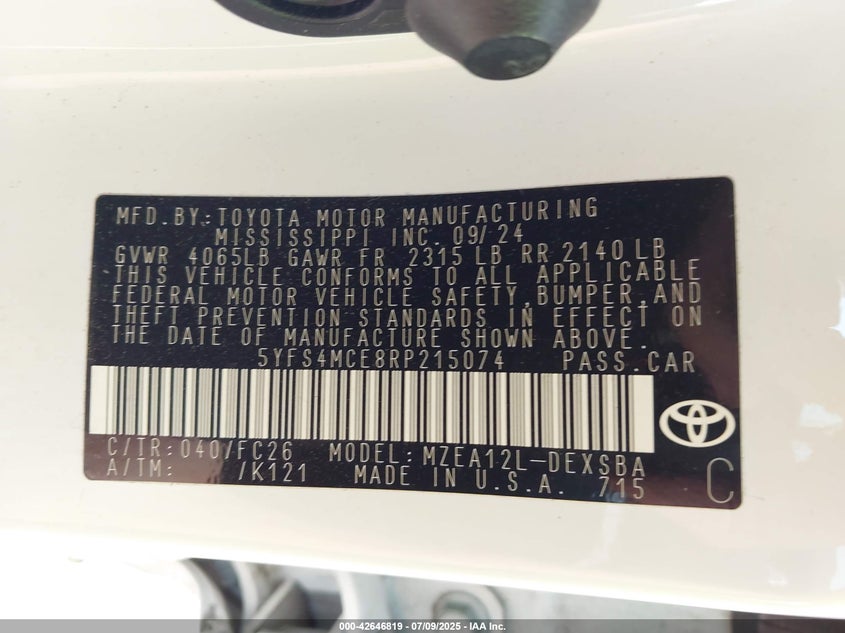 MFD.BY:TOYOTA MOTOR MANUFACTURING
MISSISSIPPI INC. 09/24
GVWR 4065LB GAWR FR 2315 LB RR 2140LB
THIS VEHICLE CONFORMS TO ALL APPLICABLE
FEDERAL MOTOR VEHICLE SAFETY,BUMPER,AND
THEFT PREVENTION STANDARDS IN EFFECT ON
THE DATE OF MANUFACTURE SHOWN ABOVE.
5YFS4MCE8RP215074 PASS.CAR
C/TR:040/FC26 MODEL:MZEA12L-DEXSBA
A/TM: /K121 MADE IN U.S.A. 715 C
000-42646819 - 07/09/2025 - IAA Inc.